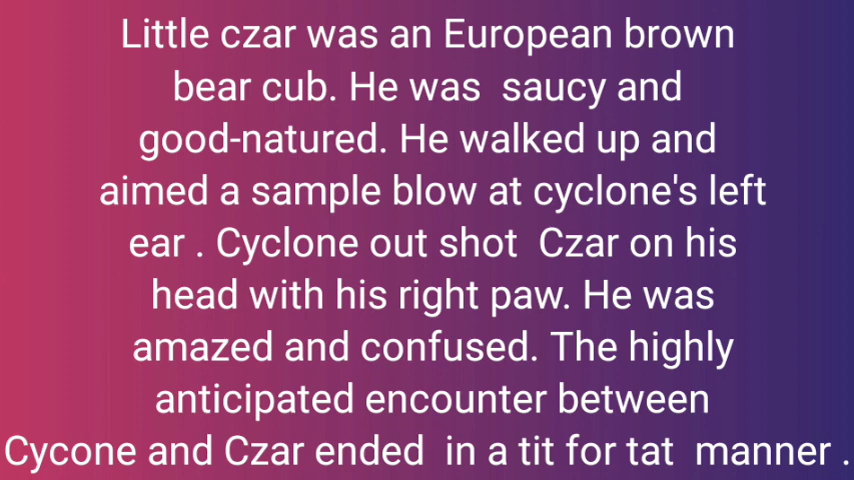 Little czar was an European brown
bear cub. He was  saucy and
good-natured. He walked up and
aimed a sample blow at cyclone's left
ear . Cyclone out shot  Czar on his
head with his right paw. He was
amazed and confused. The highly
anticipated encounter between
Cycone and Czar ended  in a tit for tat  manner .